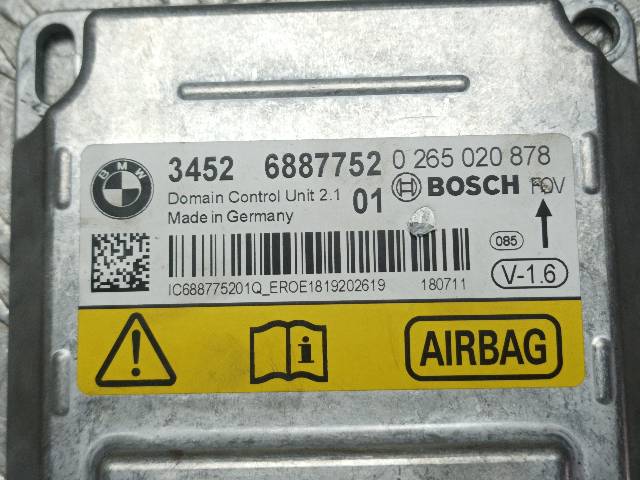 BMW
3452 6887752 0 265 020 878
Domain Control Unit 2.1 01 BOSCH
Made in Germany
085
V-1.6
IC688775201Q_EROE1819202619 180711
i
AIRBAG